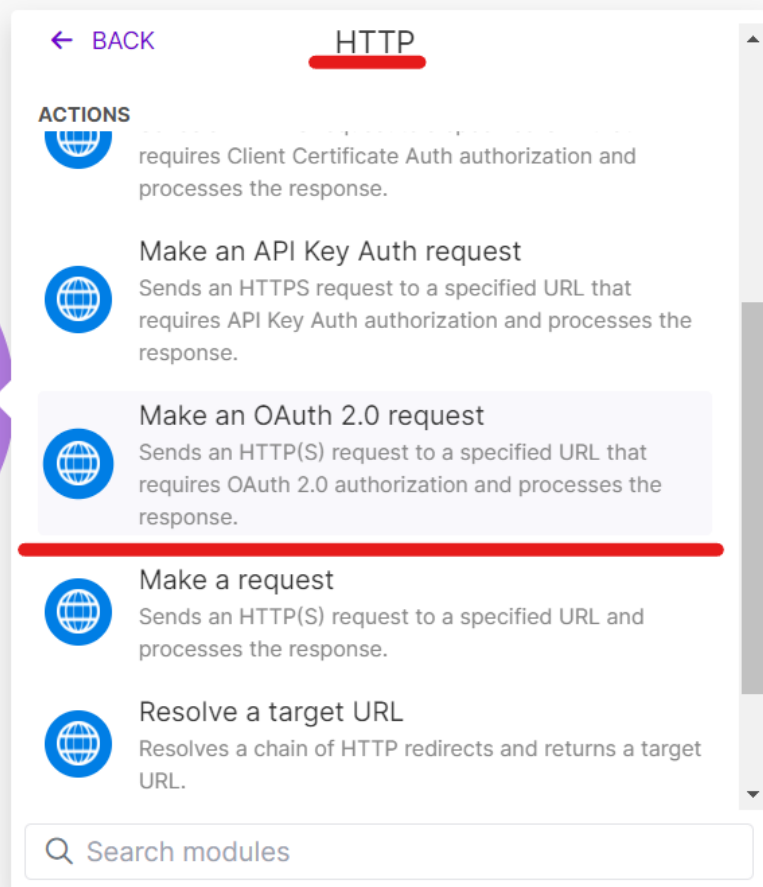 BACK
HTTP
ACTIONS
requires Client Certificate Auth authorization and
processes the response.
Make an API Key Auth request
Sends an HTTPS request to a specified URL that
requires API Key Auth authorization and processes the
response.
Make an OAuth 2.0 request
Sends an HTTP(S) request to a specified URL that
requires OAuth 2.0 authorization and processes the
response.
Make a request
Sends an HTTP(S) request to a specified URL and
processes the response.
Resolve a target URL
Resolves a chain of HTTP redirects and returns a target
URL.
Search modules